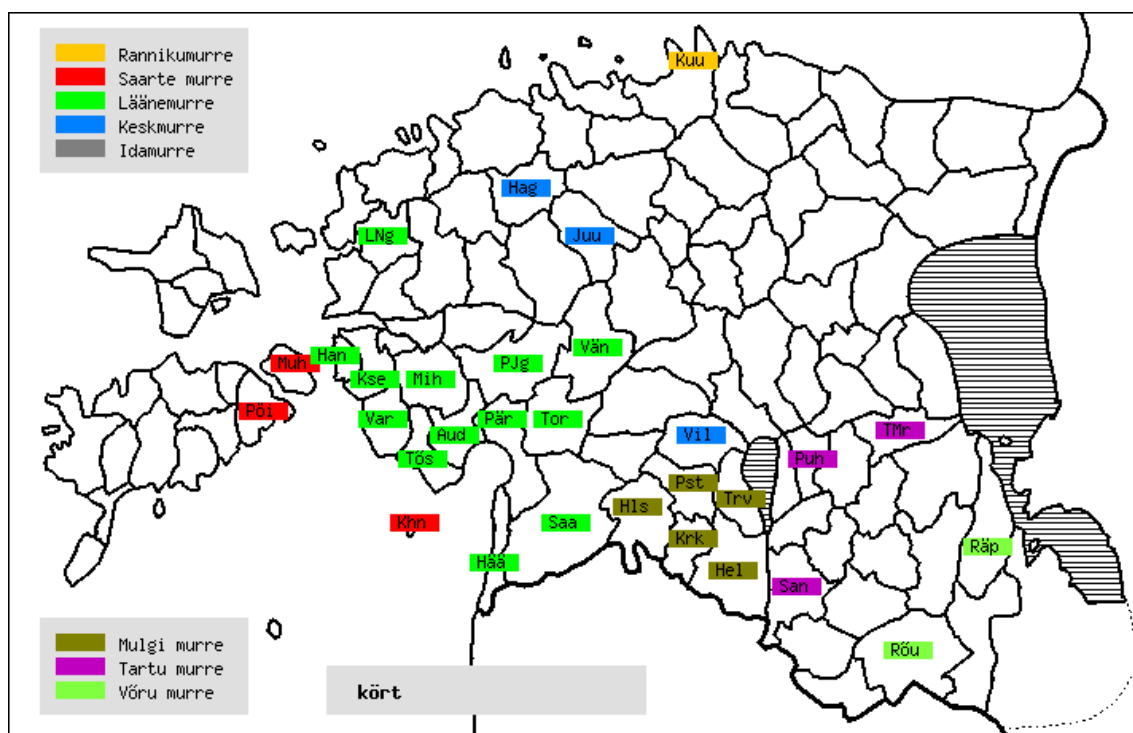 Rannikumurre
Saarte murre
Läänemurre
Keskmurre
Idamurre
Kuu
Hag
LNg
Juu
Vän
Han
Muh
PJg
Kse
Mih
Pöi
Var
Pär
Tor
Aud
Vil
TMr
Tõs
Puh
Pst
Trv
Hls
Khn
Saa
Krk
Räp
Hää
Hel
San
Rõu
Mulgi murre
Tartu murre
Võru murre
kört